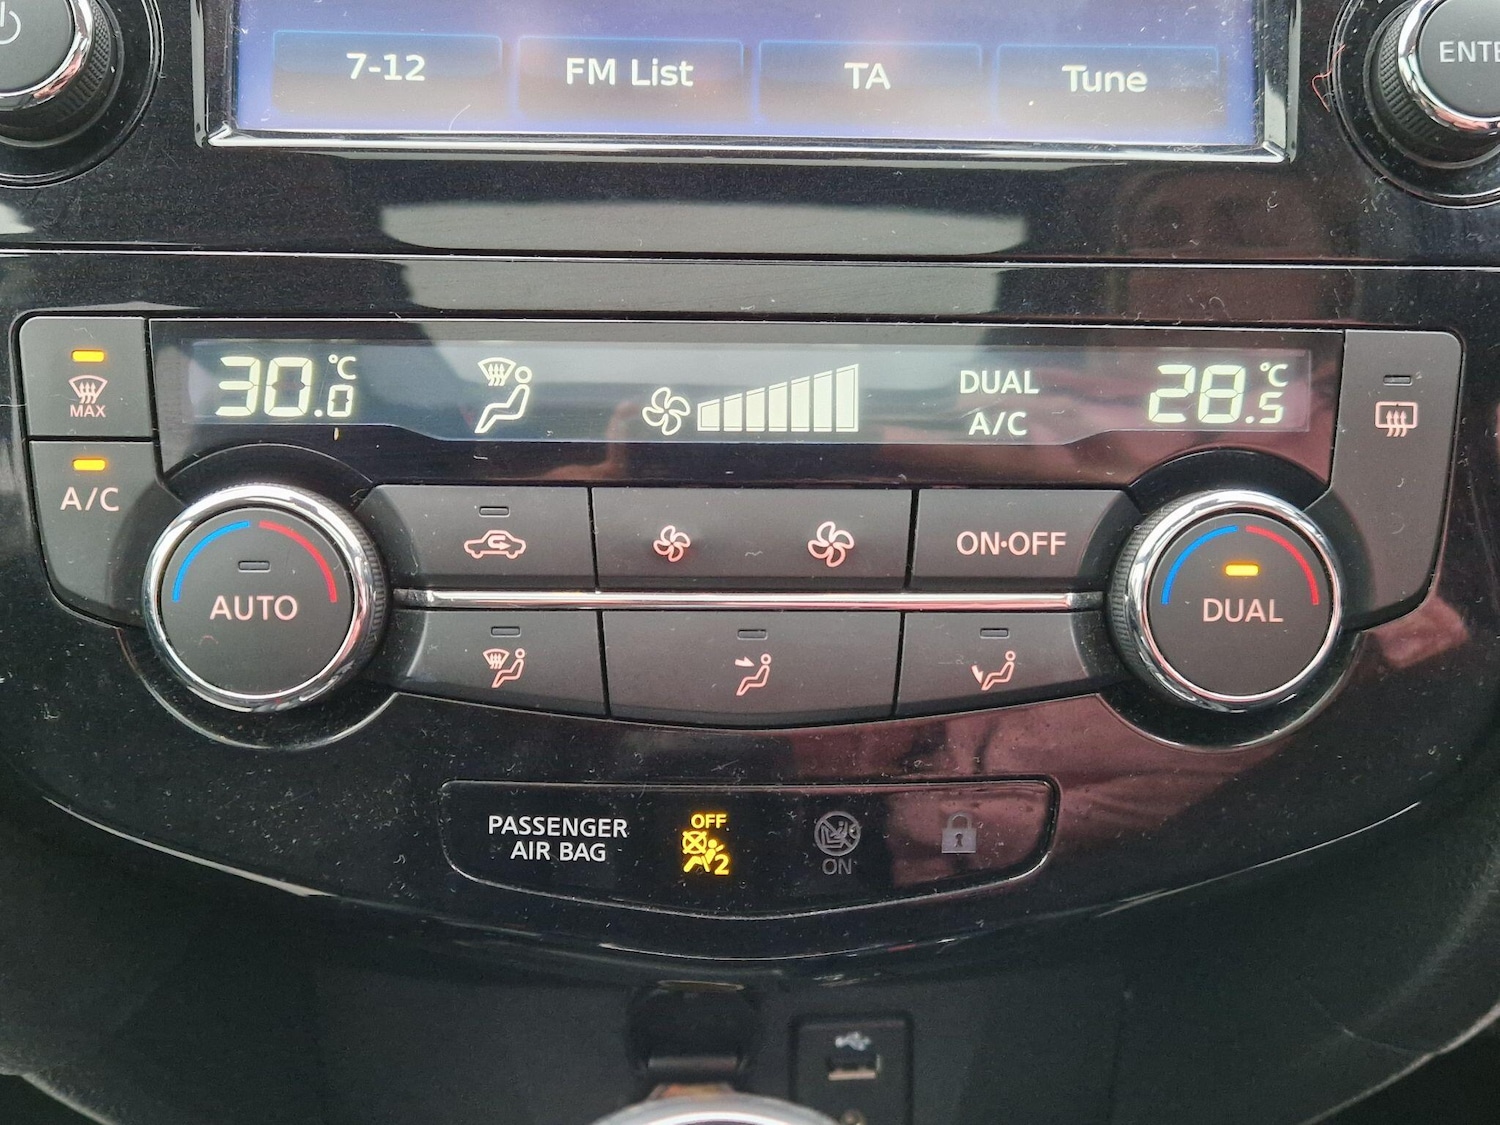 7-12
FM List
TA
Tune
ENTE
30.0 °C
DUAL
A/C
28.5 °C
MAX
A/C
ON•OFF
AUTO
DUAL
PASSENGER
AIR BAG
OFF
2
ON